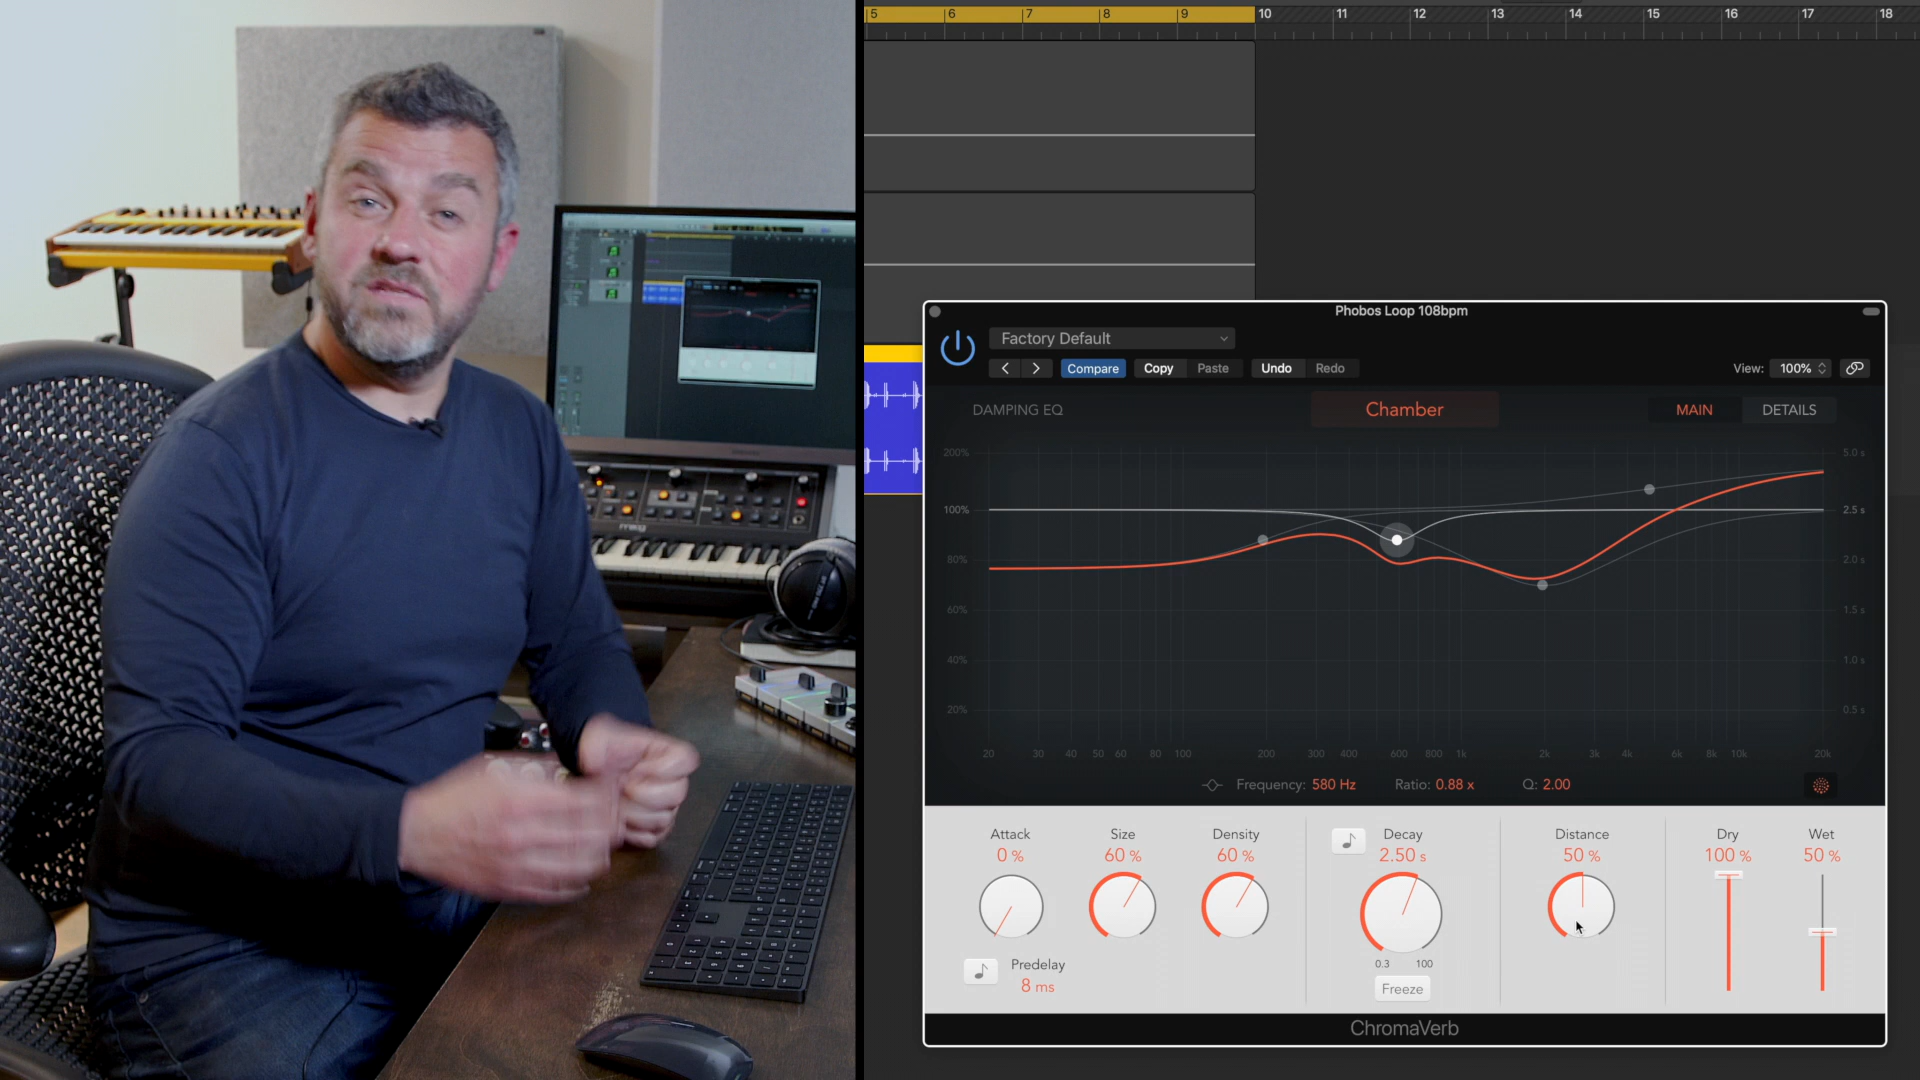 5 6 7 8 9 10 11 12 13 14 15 16 17 18
Phobos Loop 108bpm
Factory Default
Compare Copy Paste Undo Redo View: 100%
DAMPING EQ Chamber MAIN DETAILS
200% 5.0 s
100% 2.5 s
80% 2.0 s
60% 1.5 s
40% 1.0 s
20% 0.5 s
20 30 40 50 60 80 100 200 300 400 600 800 1k 2k 3k 4k 6k 8k 10k 20k
Frequency: 580 Hz Ratio: 0.88 x Q: 2.00
Attack Size Density Decay Distance Dry Wet
0 % 60 % 60 % 2.50 s 50 % 100 % 50 %
0.3 100
Predelay
8 ms
Freeze
ChromaVerb
moog